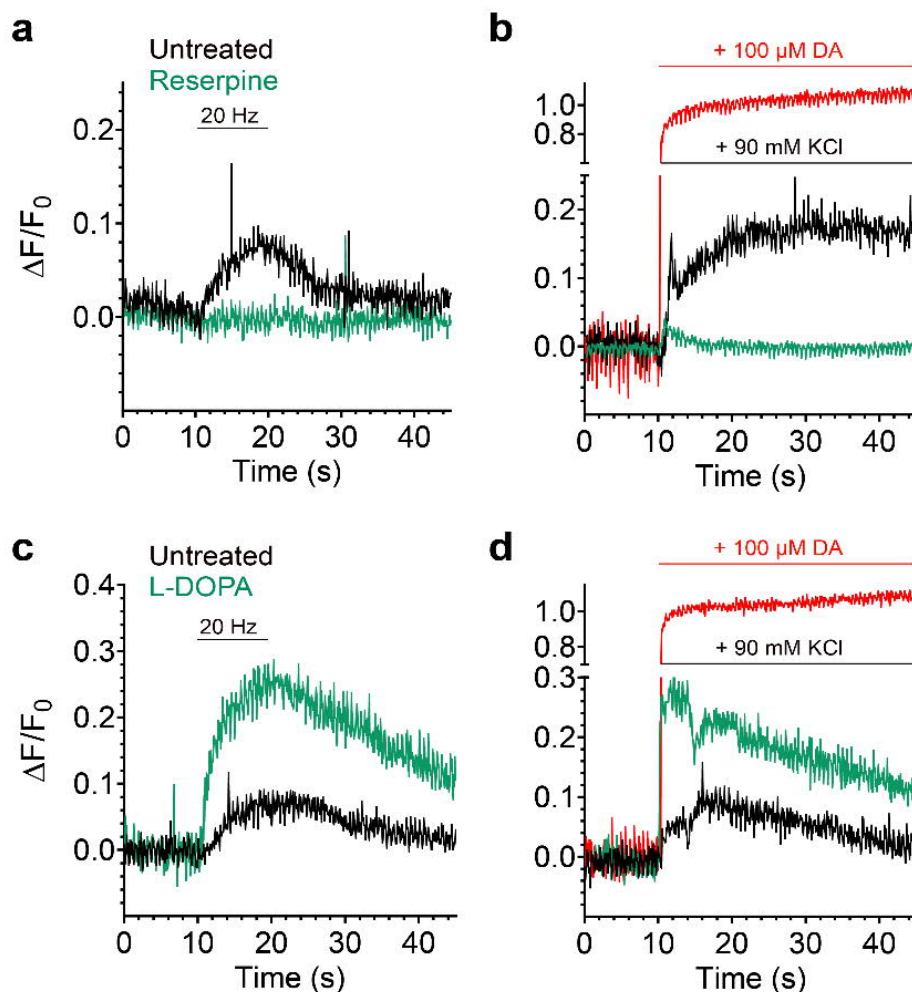 a
Untreated
Reserpine
20 Hz
0.2
0.1
0.0
ΔF/F0
0 10 20 30 40
Time (s)
b
+ 100 µM DA
1.0
0.8
+ 90 mM KCl
0.2
0.1
0.0
0 10 20 30 40
Time (s)
c
Untreated
L-DOPA
20 Hz
0.4
0.3
0.2
0.1
0.0
ΔF/F0
0 10 20 30 40
Time (s)
d
+ 100 µM DA
1.0
0.8
+ 90 mM KCl
0.3
0.2
0.1
0.0
0 10 20 30 40
Time (s)